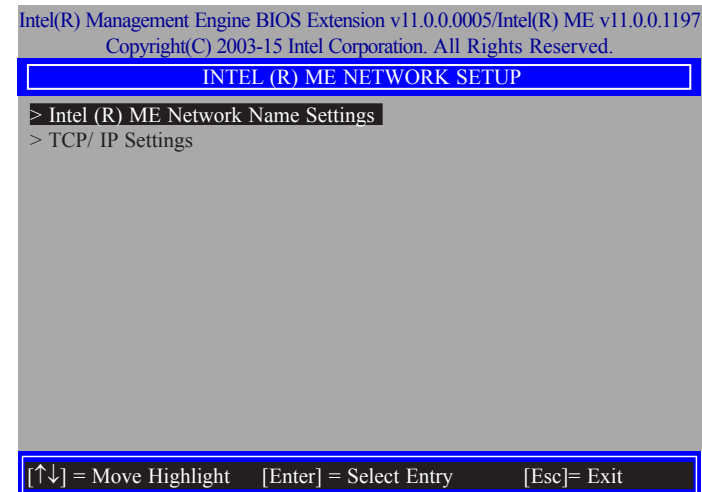 Intel(R) Management Engine BIOS Extension v11.0.0.0005/Intel(R) ME v11.0.0.1197
Copyright(C) 2003-15 Intel Corporation. All Rights Reserved.
INTEL (R) ME NETWORK SETUP
> Intel (R) ME Network Name Settings
> TCP/ IP Settings
[↑↓] = Move Highlight [Enter] = Select Entry [Esc]= Exit